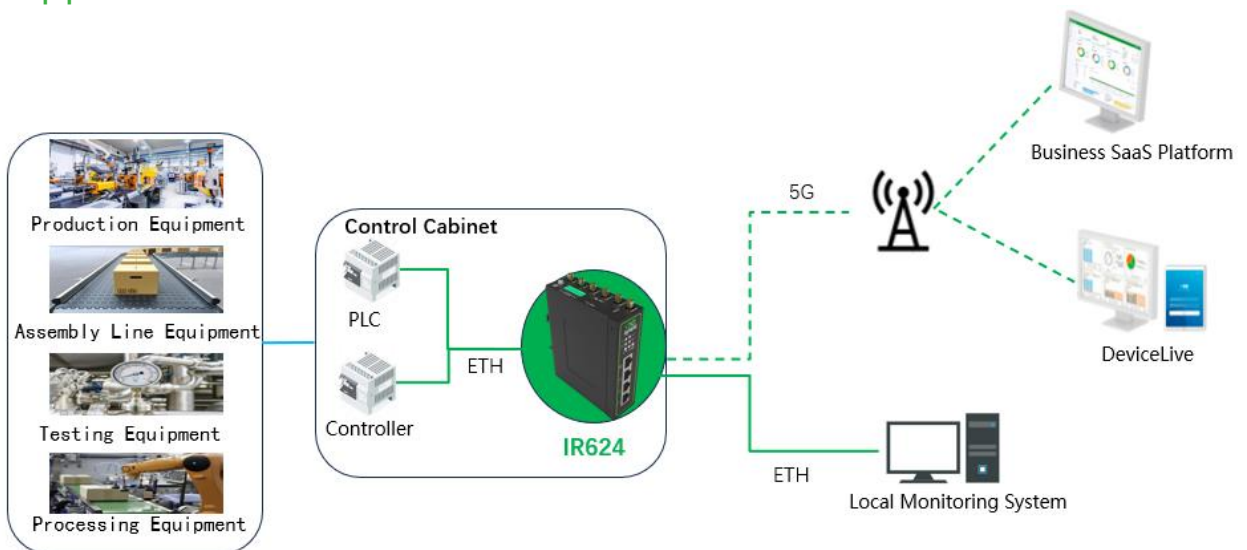 Production Equipment
Assembly Line Equipment
Testing Equipment
Processing Equipment
Control Cabinet
PLC
Controller
ETH
IR624
5G
ETH
Business SaaS Platform
DeviceLive
Local Monitoring System